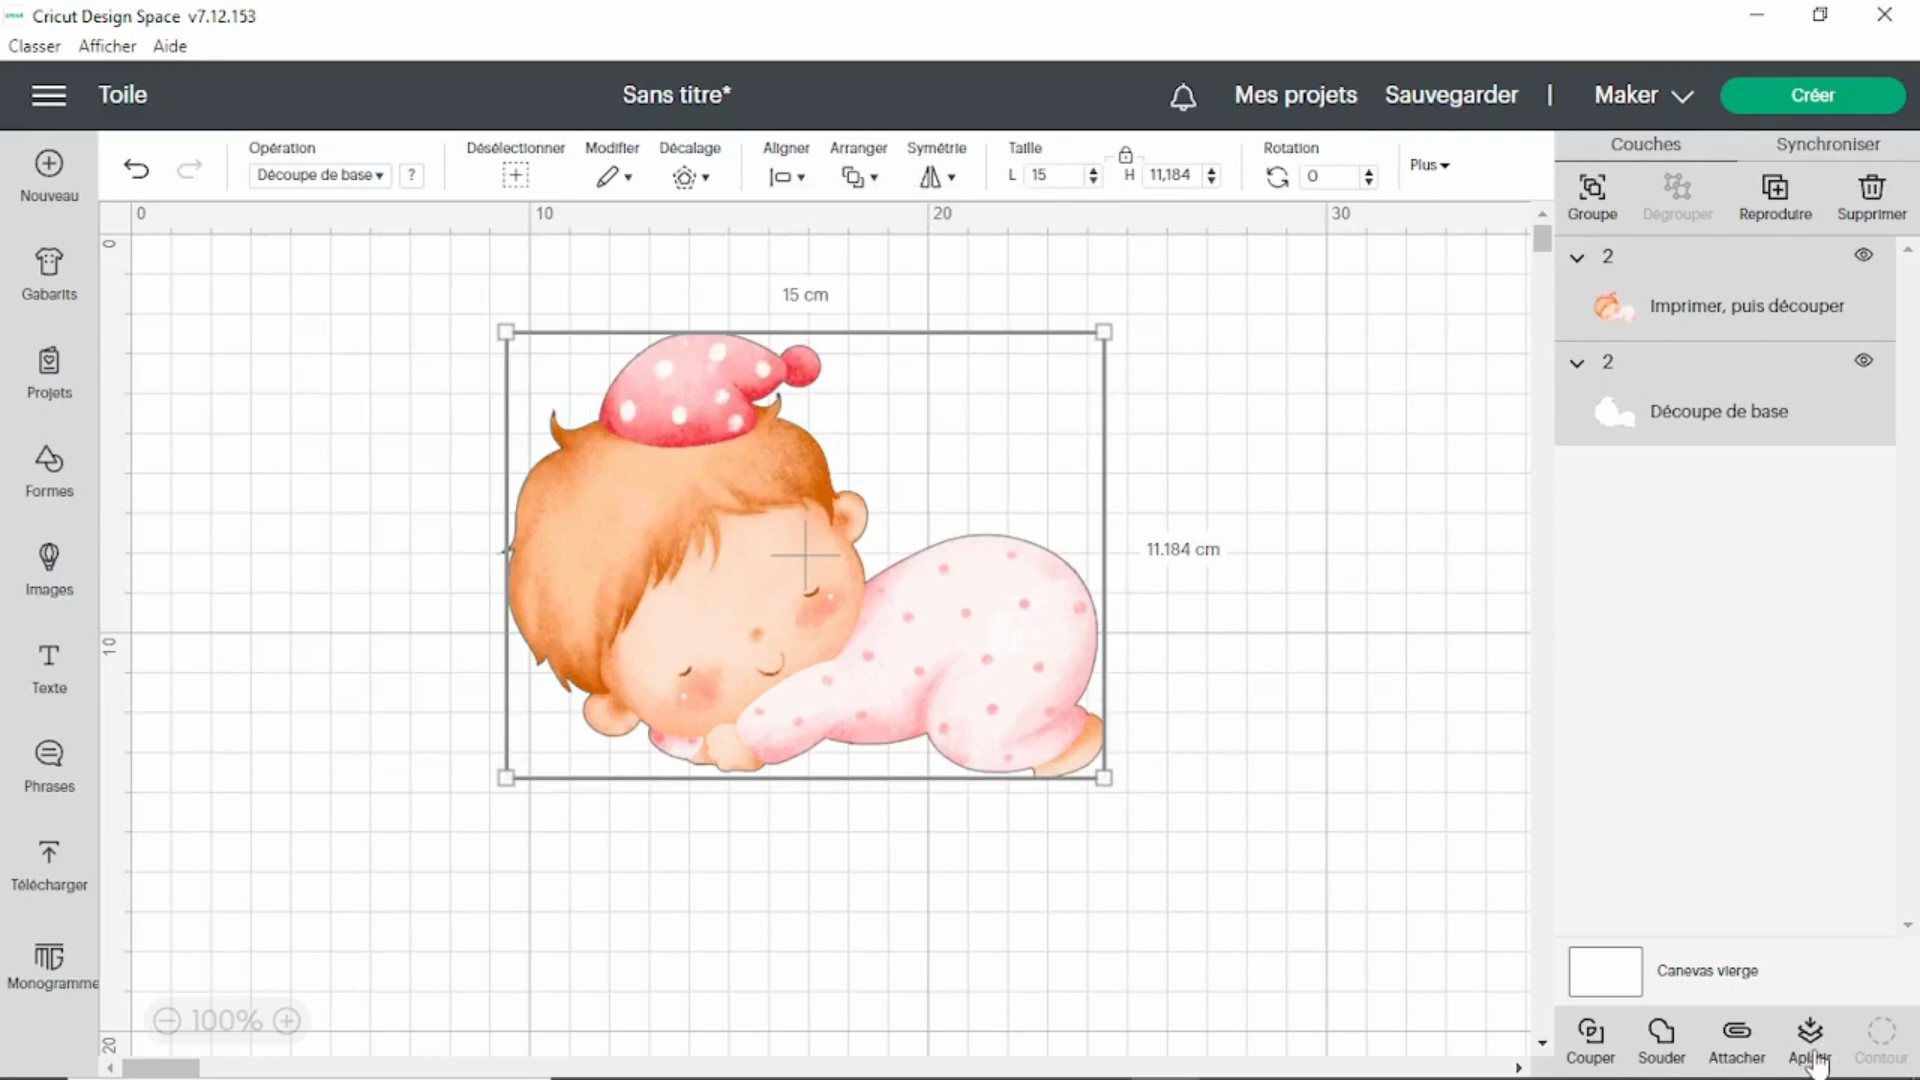 Cricut Design Space v7.12.153
Classer Afficher Aide
Toile
Sans titre*
Mes projets Sauvegarder | Maker Créer
Opération
Découpe de base ?
Désélectionner Modifier Décalage Aligner Arranger Symétrie
Taille
L 15 H 11,184
Rotation
0
Plus
Couches Synchroniser
Groupe Dégrouper Reproduire Supprimer
0 10 20 30
0
10
20
15 cm
11.184 cm
Nouveau
Gabarits
Projets
Formes
Images
Texte
Phrases
Télécharger
Monogramme
2
Imprimer, puis découper
2
Découpe de base
Canevas vierge
100%
Couper Souder Attacher Contour